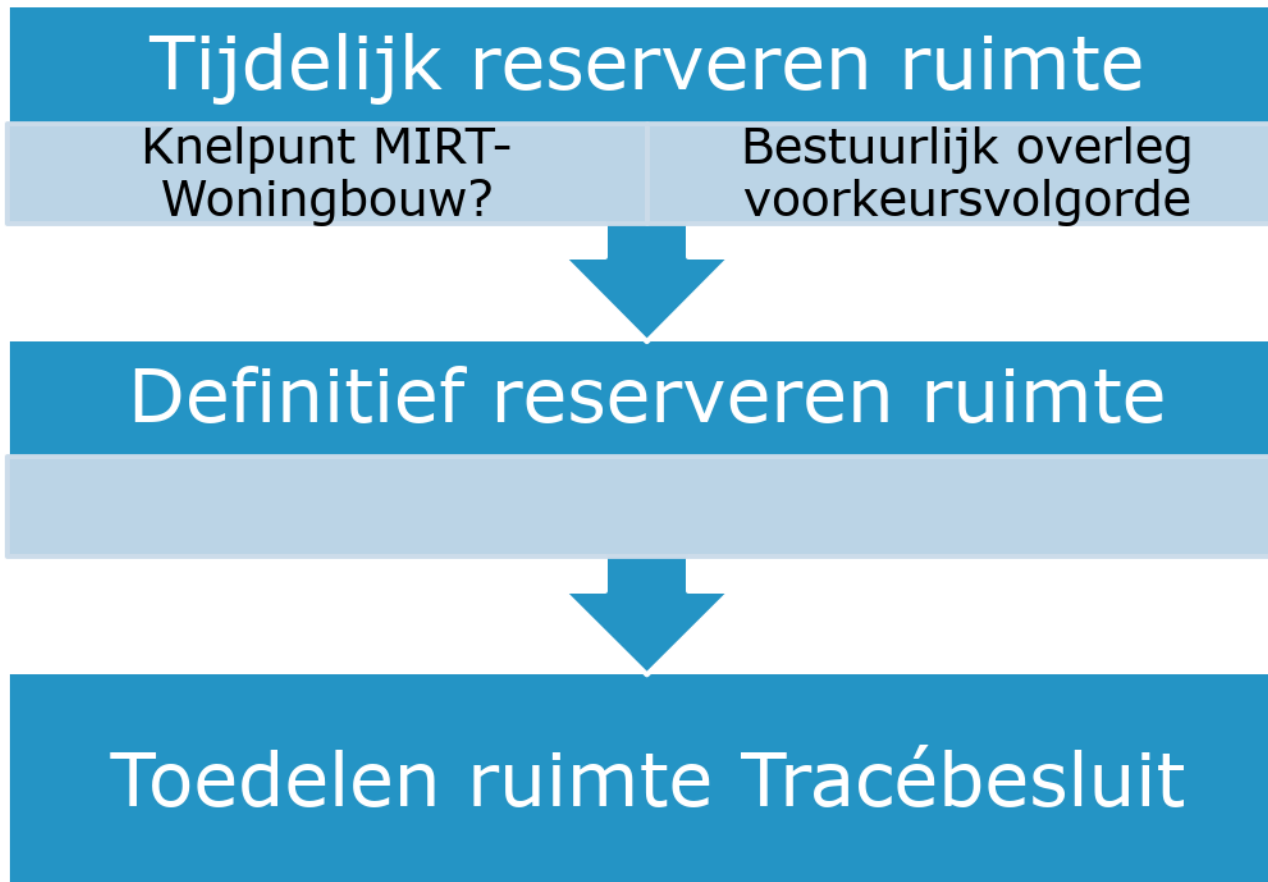 Tijdelijk reserveren ruimte
Knelpunt MIRT-
Woningbouw?
Bestuurlijk overleg
voorkeursvolgorde
Definitief reserveren ruimte
Toedelen ruimte Tracébesluit